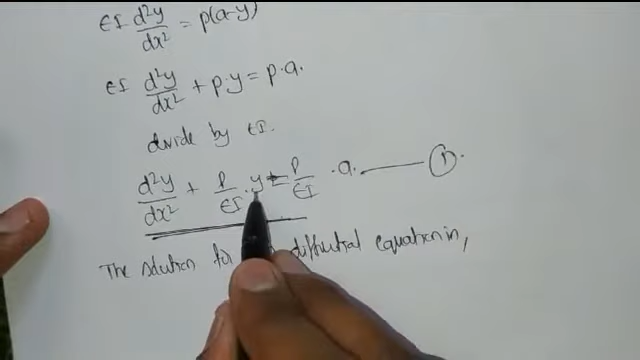 EI d²y/dx² = P(a-y)
EI d²y/dx² + P·y = P·a.
divide by EI.
d²y/dx² + P/EI · y = P/EI · a. —— ①.
The solution for differential equation in,